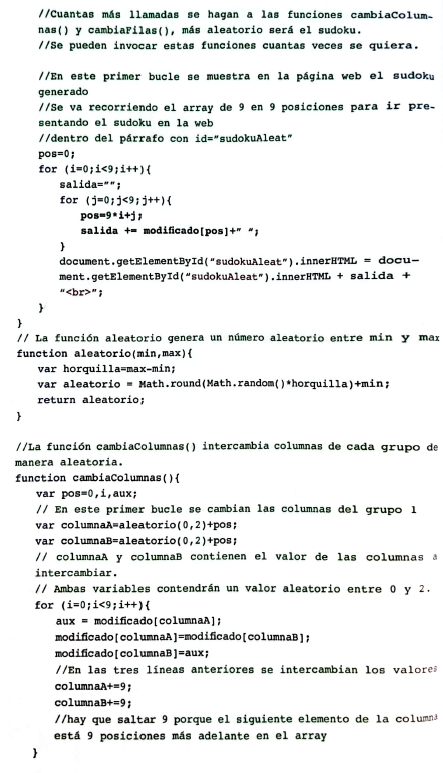 //Cuantas más llamadas se hagan a las funciones cambiaColum-
nas() y cambiaFilas(), más aleatorio será el sudoku.
//Se pueden invocar estas funciones cuantas veces se quiera.
//En este primer bucle se muestra en la página web el sudoku
generado
//Se va recorriendo el array de 9 en 9 posiciones para ir pre-
sentando el sudoku en la web
//dentro del párrafo con id="sudokuAleat"
pos=0;
for (i=0;i<9;i++){
salida="";
for (j=0;j<9;j++){
pos=9*i+j;
salida += modificado[pos]+" ";
}
document.getElementById("sudokuAleat").innerHTML = docu-
ment.getElementById("sudokuAleat").innerHTML + salida +
"<br>";
}
}
// La función aleatorio genera un número aleatorio entre min y max
function aleatorio(min,max){
var horquilla=max-min;
var aleatorio = Math.round(Math.random()*horquilla)+min;
return aleatorio;
}
//La función cambiaColumnas() intercambia columnas de cada grupo de
manera aleatoria.
function cambiaColumnas(){
var pos=0,i,aux;
// En este primer bucle se cambian las columnas del grupo 1
var columnaA=aleatorio(0,2)+pos;
var columnaB=aleatorio(0,2)+pos;
// columnaA y columnaB contienen el valor de las columnas a
intercambiar.
// Ambas variables contendrán un valor aleatorio entre 0 y 2.
for (i=0;i<9;i++){
aux = modificado[columnaA];
modificado[columnaA]=modificado[columnaB];
modificado[columnaB]=aux;
//En las tres líneas anteriores se intercambian los valores
columnaA+=9;
columnaB+=9;
//hay que saltar 9 porque el siguiente elemento de la columna
está 9 posiciones más adelante en el array
}